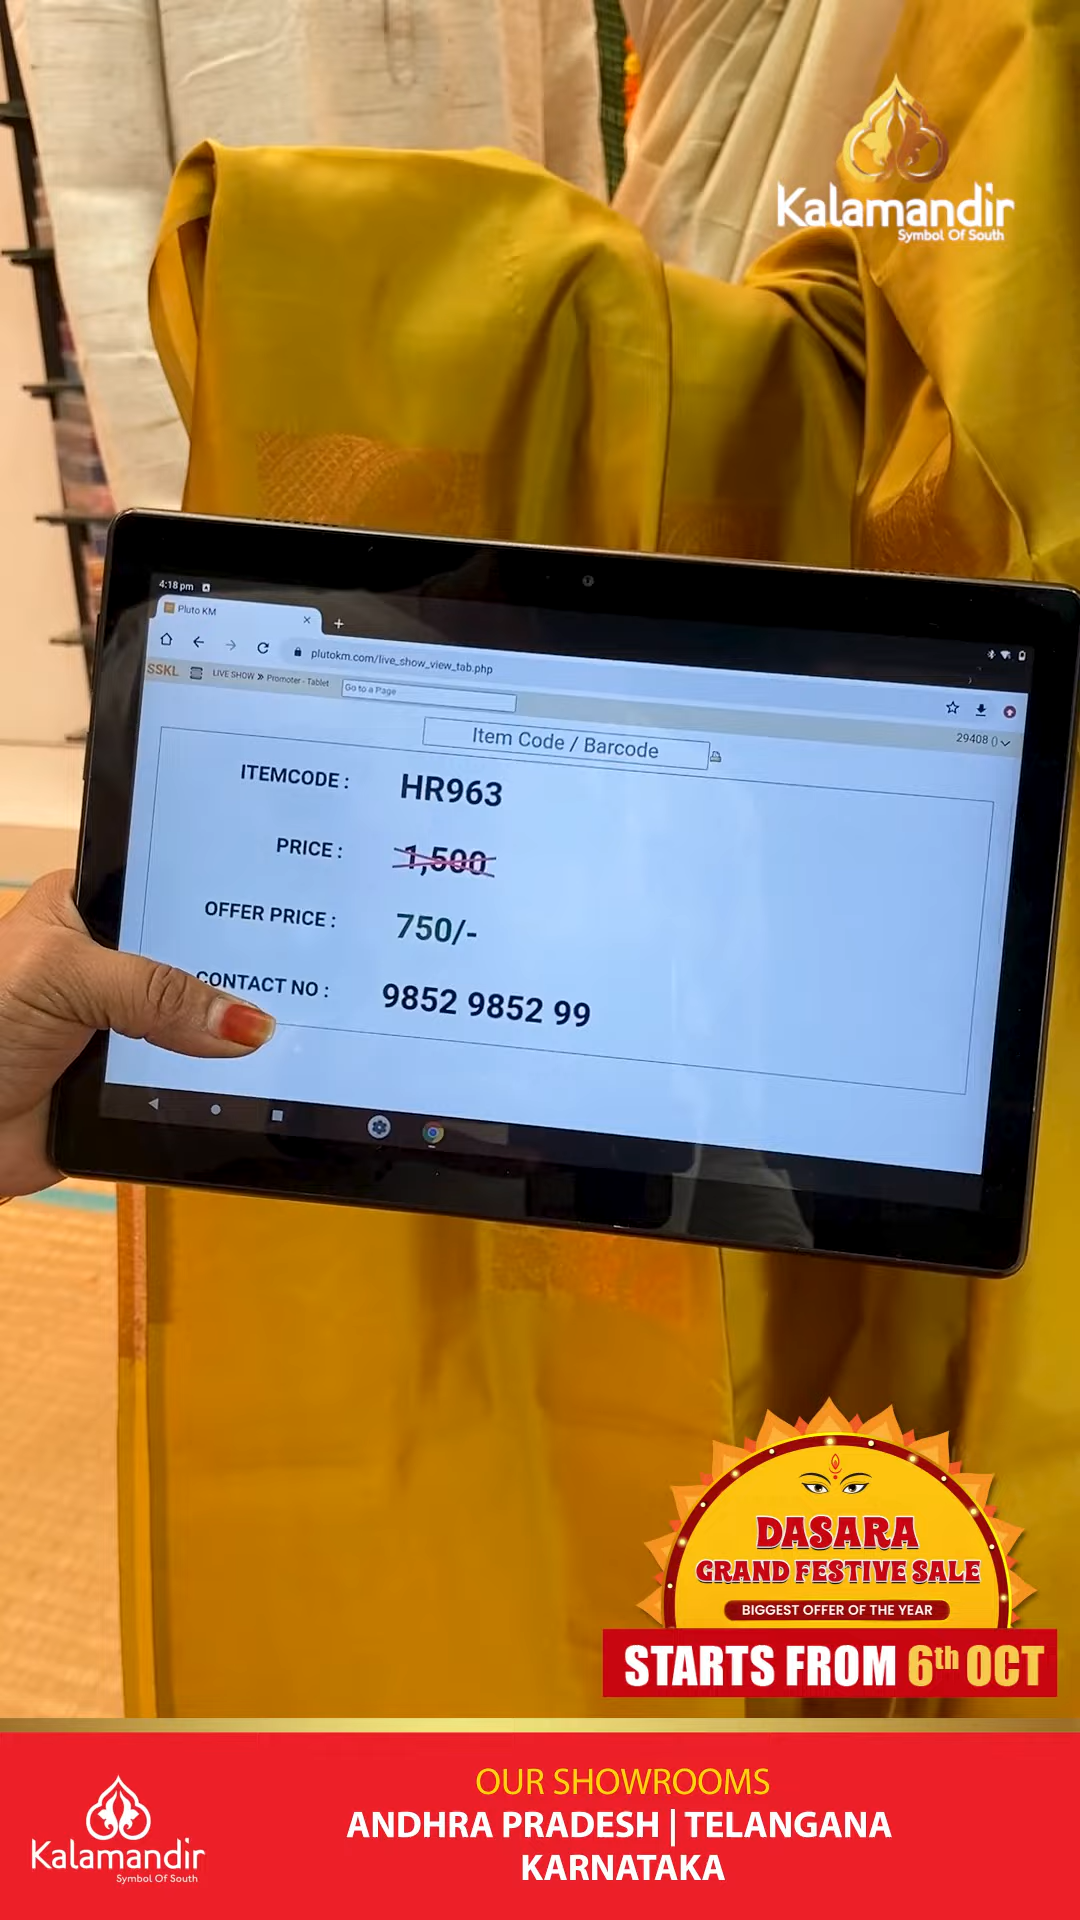 Kalamandir
Symbol Of South
4:18 pm
Pluto KM
plutokm.com/live_show_view_tab.php
SSKL LIVE SHOW » Promoter - Tablet Go to a Page
29408 ()
Item Code / Barcode
ITEMCODE : HR963
PRICE : 1,500
OFFER PRICE : 750/-
CONTACT NO : 9852 9852 99
DASARA
GRAND FESTIVE SALE
BIGGEST OFFER OF THE YEAR
STARTS FROM 6th OCT
OUR SHOWROOMS
ANDHRA PRADESH | TELANGANA
KARNATAKA
Kalamandir
Symbol Of South